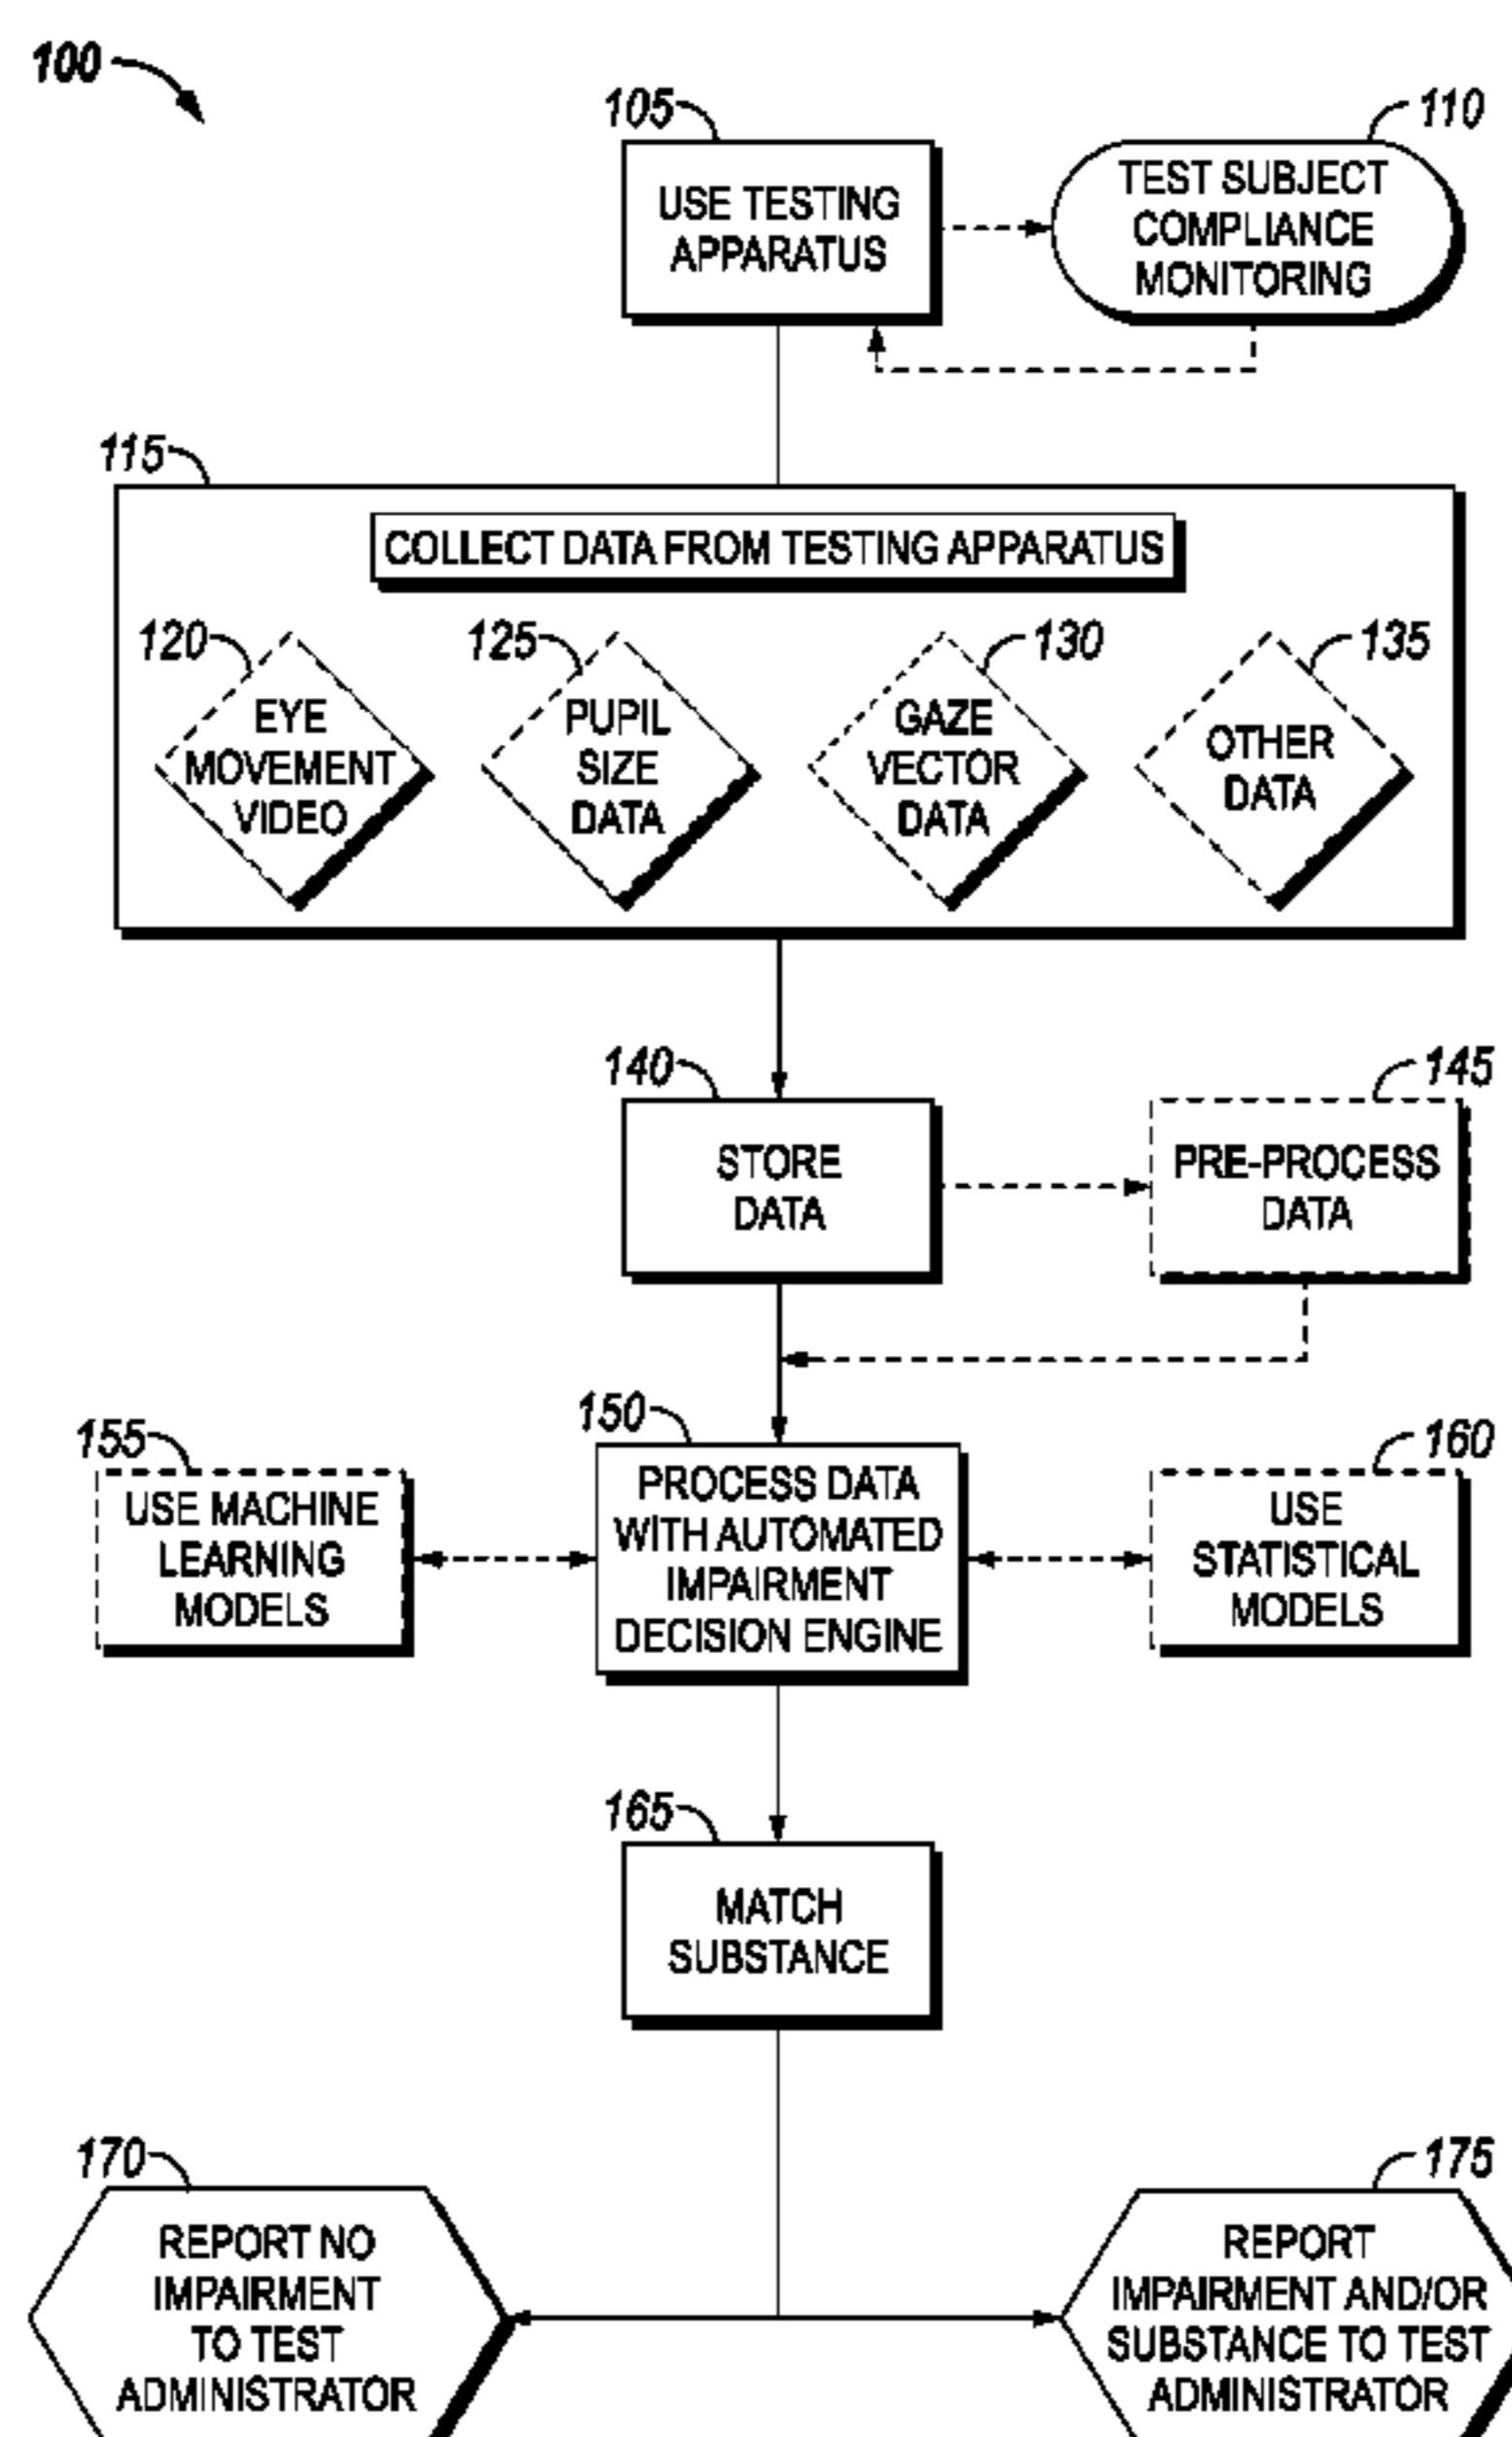 100
105
USE TESTING
APPARATUS
110
TEST SUBJECT
COMPLIANCE
MONITORING
115
COLLECT DATA FROM TESTING APPARATUS
120
EYE
MOVEMENT
VIDEO
125
PUPIL
SIZE
DATA
130
GAZE
VECTOR
DATA
135
OTHER
DATA
140
STORE
DATA
145
PRE-PROCESS
DATA
150
PROCESS DATA
WITH AUTOMATED
IMPAIRMENT
DECISION ENGINE
155
USE MACHINE
LEARNING
MODELS
160
USE
STATISTICAL
MODELS
165
MATCH
SUBSTANCE
170
REPORT NO
IMPAIRMENT
TO TEST
ADMINISTRATOR
175
REPORT
IMPAIRMENT AND/OR
SUBSTANCE TO TEST
ADMINISTRATOR